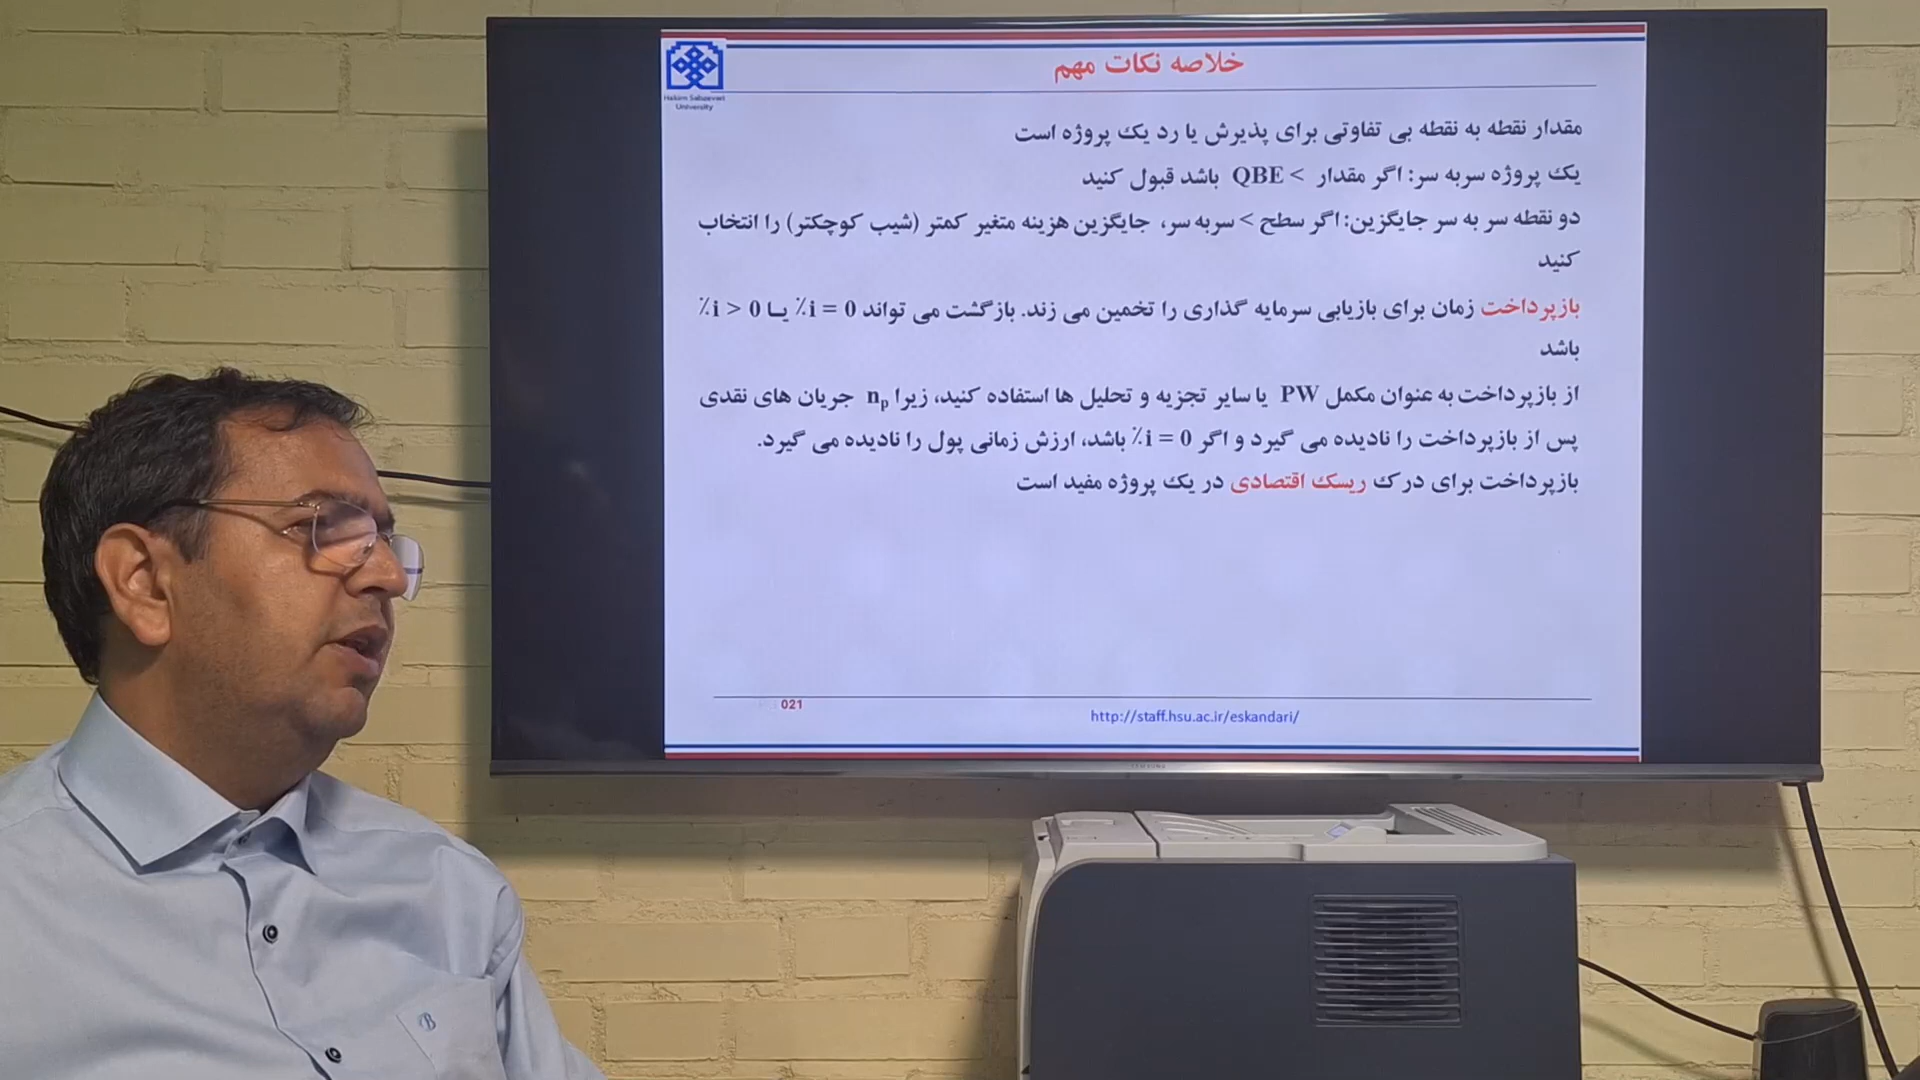 خلاصه نکات مهم
Hakim Sabzevari
University
مقدار نقطه به نقطه بی تفاوتی برای پذیرش یا رد یک پروژه است
یک پروژه سربه سر: اگر مقدار > QBE باشد قبول کنید
دو نقطه سر به سر جایگزین: اگر سطح > سربه سر، جایگزین هزینه متغیر کمتر (شیب کوچکتر) را انتخاب
کنید
بازپرداخت زمان برای بازیابی سرمایه گذاری را تخمین می زند. بازگشت می تواند i = 0٪ یا i > 0٪
باشد
از بازپرداخت به عنوان مکمل PW یا سایر تجزیه و تحلیل ها استفاده کنید، زیرا np جریان های نقدی
پس از بازپرداخت را نادیده می گیرد و اگر i = 0٪ باشد، ارزش زمانی پول را نادیده می گیرد.
بازپرداخت برای درک ریسک اقتصادی در یک پروژه مفید است
021
http://staff.hsu.ac.ir/eskandari/
SAMSUNG